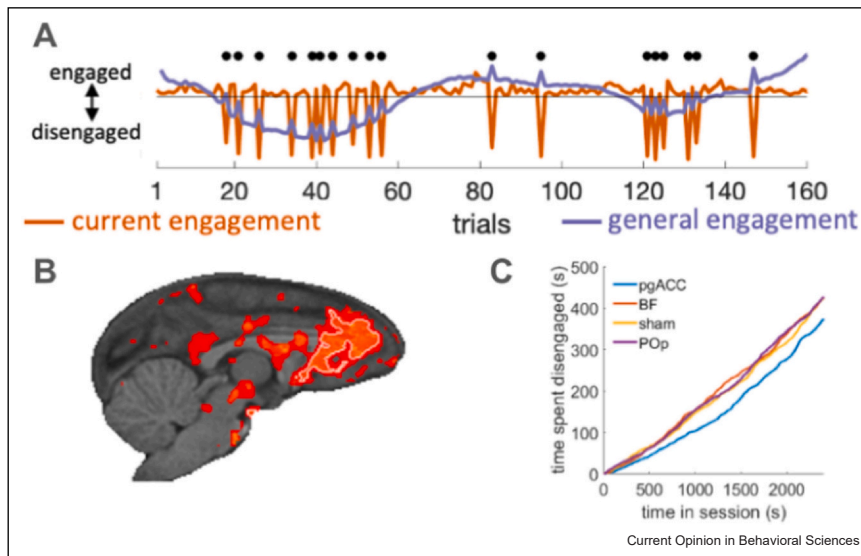 A
engaged
disengaged
1 20 40 60 80 100 120 140 160
current engagement trials general engagement
B
C
500
400
300
200
100
0
time spent disengaged (s)
pgACC
BF
sham
POp
0 500 1000 1500 2000
time in session (s)
Current Opinion in Behavioral Sciences